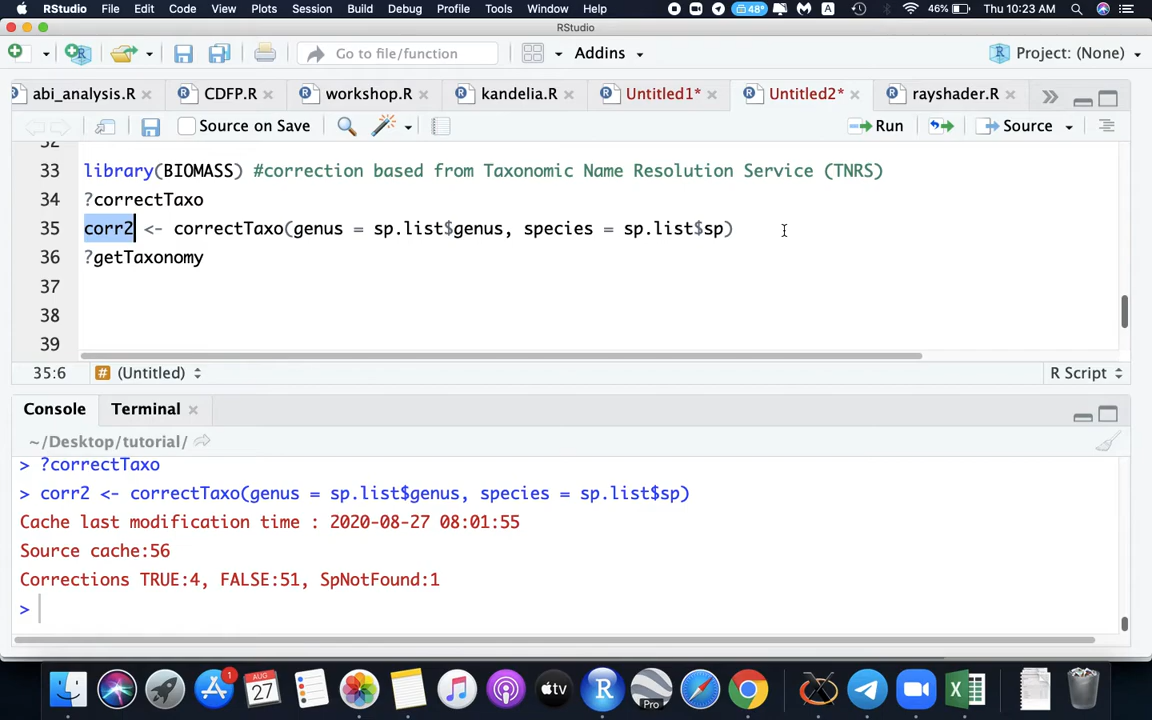 RStudio File Edit Code View Plots Session Build Debug Profile Tools Window Help 48° A 46% Thu 10:23 AM
RStudio
Go to file/function Addins Project: (None)
abi_analysis.R CDFP.R workshop.R kandelia.R Untitled1* Untitled2* rayshader.R
Source on Save Run Source
32
33 library(BIOMASS) #correction based from Taxonomic Name Resolution Service (TNRS)
34 ?correctTaxo
35 corr2 <- correctTaxo(genus = sp.list$genus, species = sp.list$sp)
36 ?getTaxonomy
37
38
39
35:6 # (Untitled) R Script
Console Terminal
~/Desktop/tutorial/
> ?correctTaxo
> corr2 <- correctTaxo(genus = sp.list$genus, species = sp.list$sp)
Cache last modification time : 2020-08-27 08:01:55
Source cache:56
Corrections TRUE:4, FALSE:51, SpNotFound:1
>
1 AUG 27 tv R Pro X